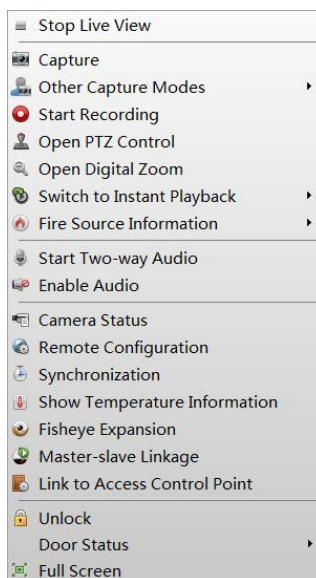 Stop Live View
Capture
Other Capture Modes
Start Recording
Open PTZ Control
Open Digital Zoom
Switch to Instant Playback
Fire Source Information
Start Two-way Audio
Enable Audio
Camera Status
Remote Configuration
Synchronization
Show Temperature Information
Fisheye Expansion
Master-slave Linkage
Link to Access Control Point
Unlock
Door Status
Full Screen